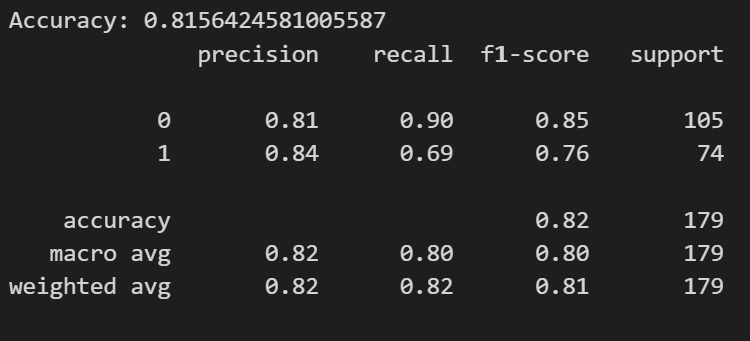 Accuracy: 0.8156424581005587
precision recall f1-score support
0 0.81 0.90 0.85 105
1 0.84 0.69 0.76 74
accuracy 0.82 179
macro avg 0.82 0.80 0.80 179
weighted avg 0.82 0.82 0.81 179